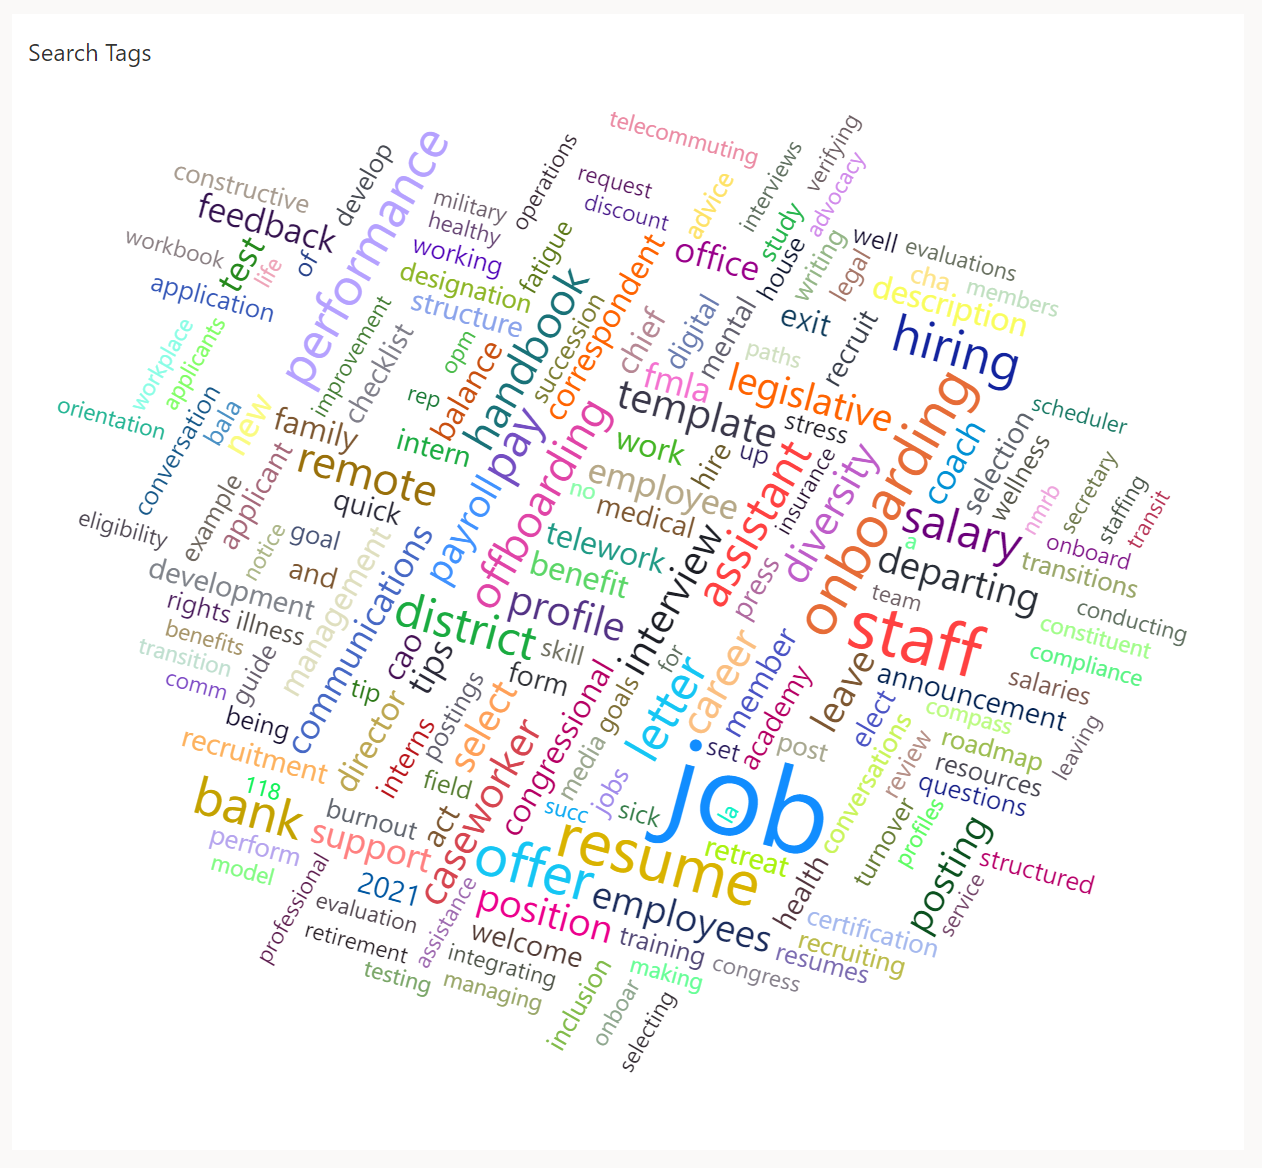 Search Tags
telecommuting
verifying
interviews
advocacy
operations
develop
performance
constructive
feedback
request
discount
advice
study
military
healthy
working
fatigue
correspondent
office
house
writing
legal
well
evaluations
cha
members
description
workbook
test
life
of
application
designation
structure
handbook
succession
chief
digital
mental
exit
recruit
hiring
workplace
applicants
improvement
checklist
opm
balance
rep
fmla
paths
legislative
template
stress
orientation
conversation
bala
new
family
intern
pay
offboarding
work
hire
up
insurance
assistant
diversity
onboarding
coach
selection
wellness
scheduler
secretary
staffing
transit
nmrb
onboard
remote
quick
payroll
employee
no
medical
salary
a
applicant
example
eligibility
notice
goal
and
management
communications
telework
benefit
interview
press
departing
team
transitions
conducting
constituent
compliance
development
rights
illness
benefits
transition
comm
guide
being
district
profile
cao
tips
skill
for
form
career
member
staff
leave
announcement
salaries
leaving
tip
director
interns
postings
select
congressional
goals
media
letter
academy
set
post
elect
compass
roadmap
resources
questions
review
conversations
recruitment
118
bank
burnout
field
act
caseworker
succ
jobs
sick
job
la
retreat
turnover
profiles
posting
structured
service
perform
model
support
offer
resume
health
professional
2021
evaluation
retirement
testing
assistance
position
employees
welcome
integrating
managing
training
making
congress
certification
recruiting
resumes
inclusion
onboar
selecting